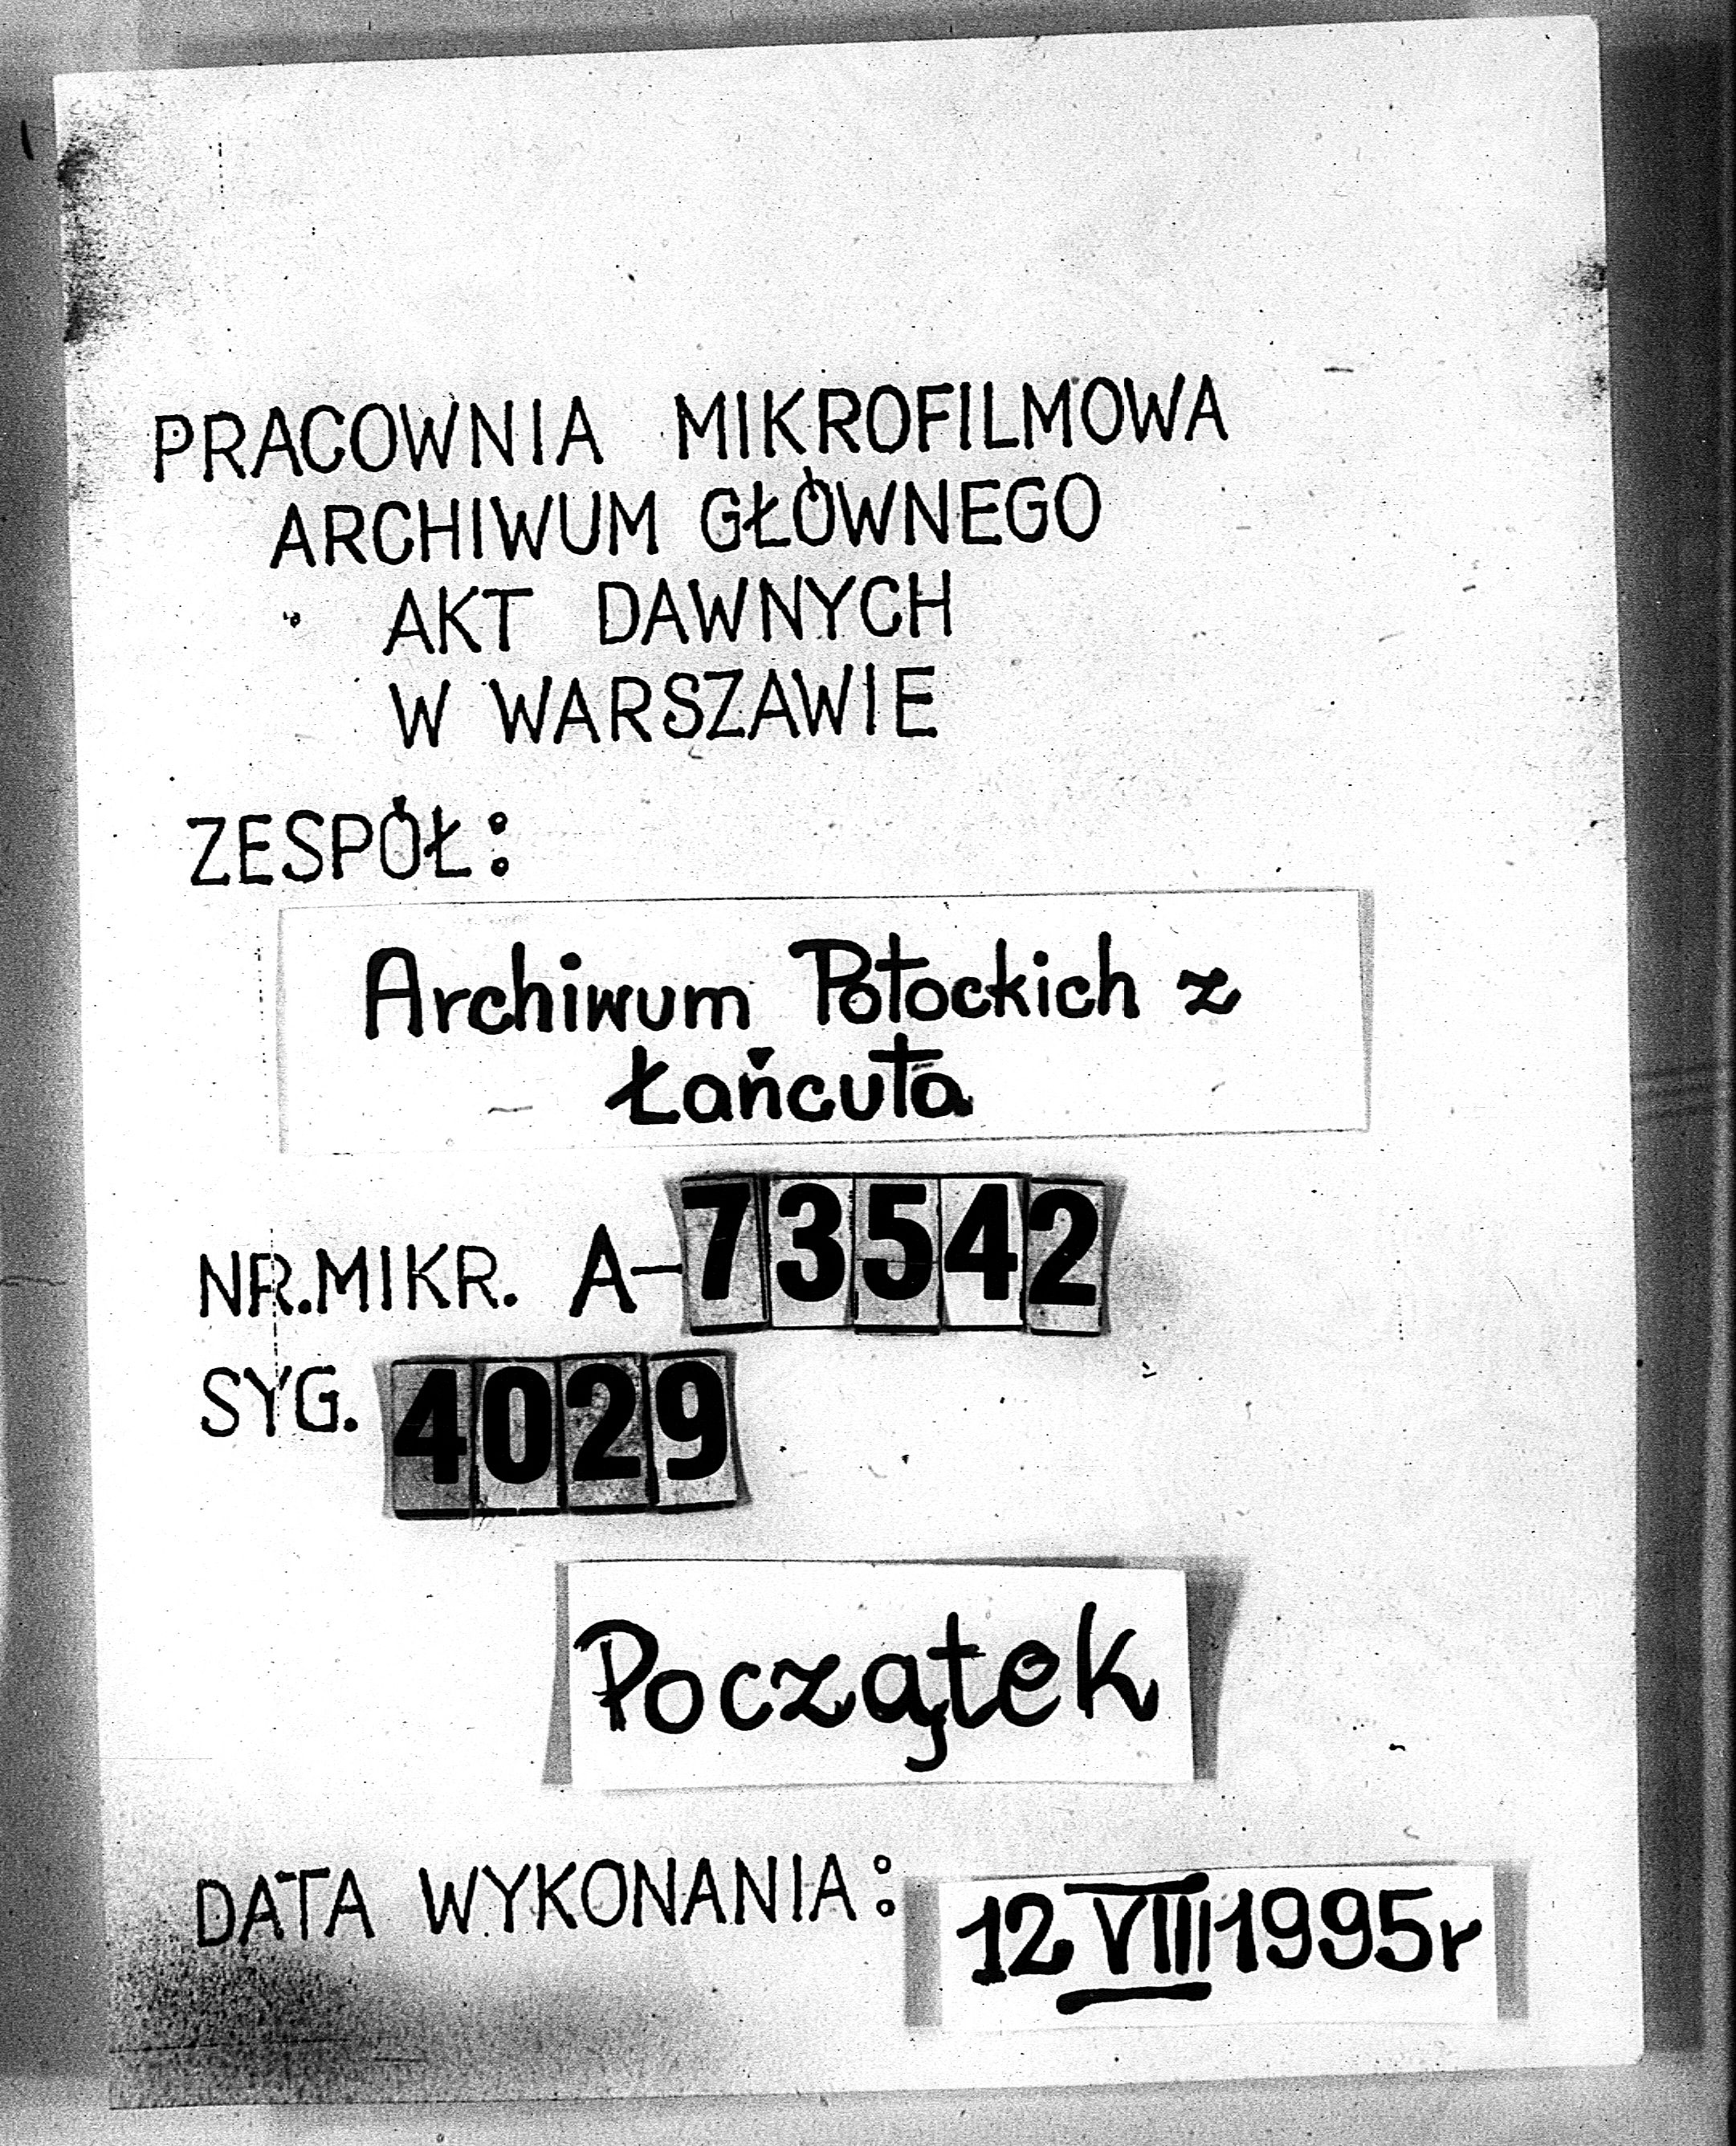 PRACOWNIA MIKROFILMOWA
ARCHIWUM GŁÓWNEGO
AKT DAWNYCH
W WARSZAWIE
ZESPÓŁ:
Archiwum Potockich z
Łańcuta
NR.MIKR. A-73542
SYG. 4029
Początek
DATA WYKONANIA: 12 VIII 1995r